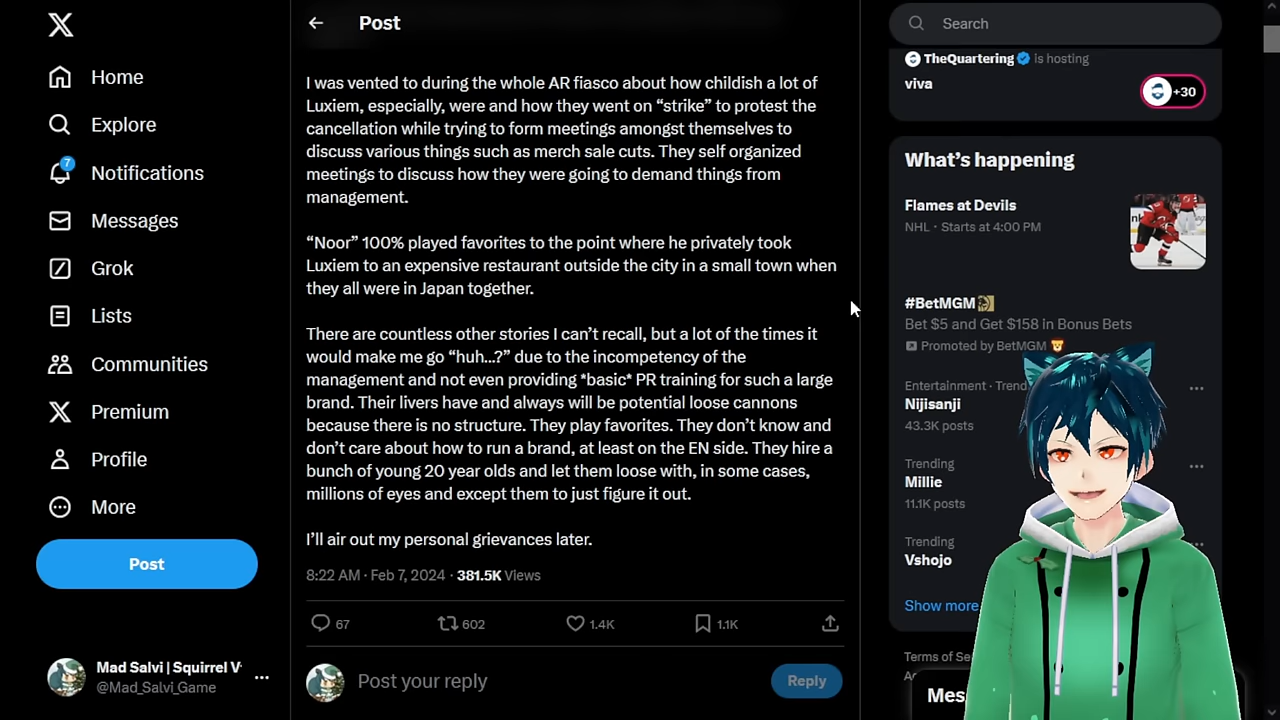 Home
Explore
7
Notifications
Messages
Grok
Lists
Communities
Premium
Profile
More
Post
Mad Salvi | Squirrel V
@Mad_Salvi_Game
Post
I was vented to during the whole AR fiasco about how childish a lot of
Luxiem, especially, were and how they went on “strike” to protest the
cancellation while trying to form meetings amongst themselves to
discuss various things such as merch sale cuts. They self organized
meetings to discuss how they were going to demand things from
management.
“Noor” 100% played favorites to the point where he privately took
Luxiem to an expensive restaurant outside the city in a small town when
they all were in Japan together.
There are countless other stories I can’t recall, but a lot of the times it
would make me go “huh...?” due to the incompetency of the
management and not even providing *basic* PR training for such a large
brand. Their livers have and always will be potential loose cannons
because there is no structure. They play favorites. They don’t know and
don’t care about how to run a brand, at least on the EN side. They hire a
bunch of young 20 year olds and let them loose with, in some cases,
millions of eyes and except them to just figure it out.
I’ll air out my personal grievances later.
8:22 AM · Feb 7, 2024 · 381.5K Views
67
602
1.4K
1.1K
Post your reply
Reply
Search
TheQuartering is hosting
viva
+30
What’s happening
Flames at Devils
NHL · Starts at 4:00 PM
#BetMGM
Bet $5 and Get $158 in Bonus Bets
Promoted by BetMGM
Entertainment · Trend
Nijisanji
43.3K posts
Trending
Millie
11.1K posts
Trending
Vshojo
Show more
Terms of Se
Mes